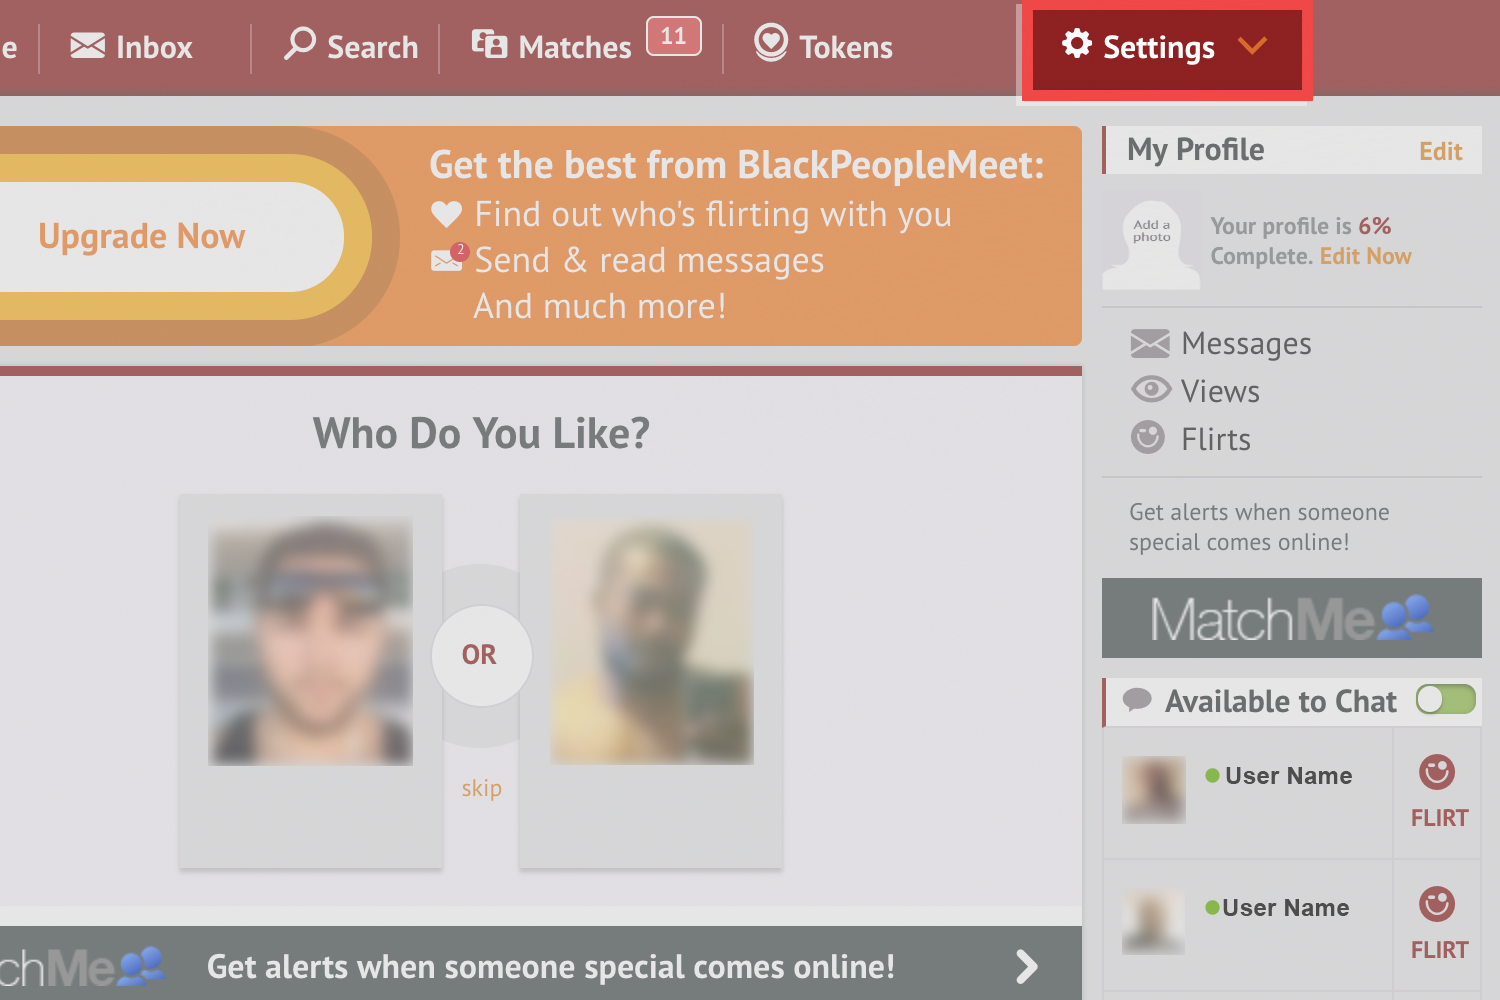 e
Inbox
Search
Matches
11
Tokens
Settings
Upgrade Now
Get the best from BlackPeopleMeet:
Find out who's flirting with you
2
Send & read messages
And much more!
My Profile
Edit
Add a
photo
Your profile is 6%
Complete. Edit Now
Messages
Views
Flirts
Get alerts when someone
special comes online!
MatchMe
Available to Chat
User Name
FLIRT
User Name
FLIRT
Who Do You Like?
OR
skip
chMe
Get alerts when someone special comes online!